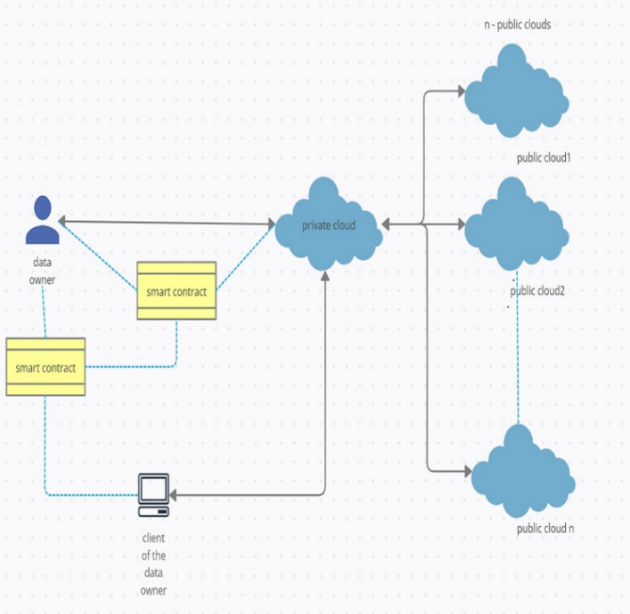 n - public clouds
public cloud1
private cloud
data
owner
smart contract
public cloud2
smart contract
public cloud n
client
of the
data
owner